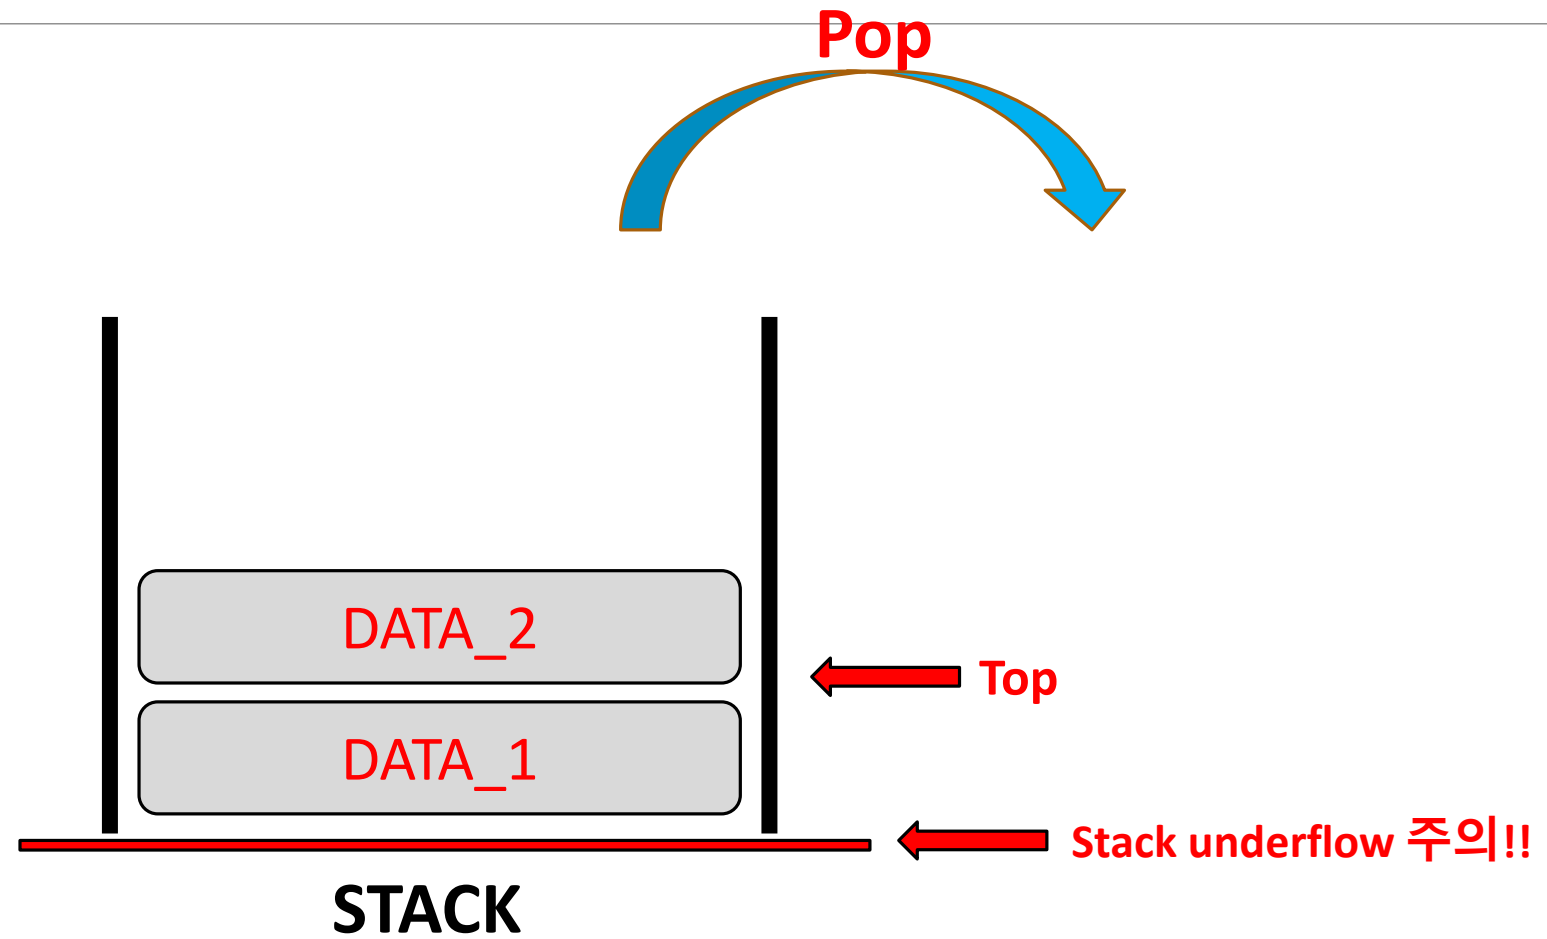 Pop
DATA_2
Top
DATA_1
Stack underflow 주의!!
STACK